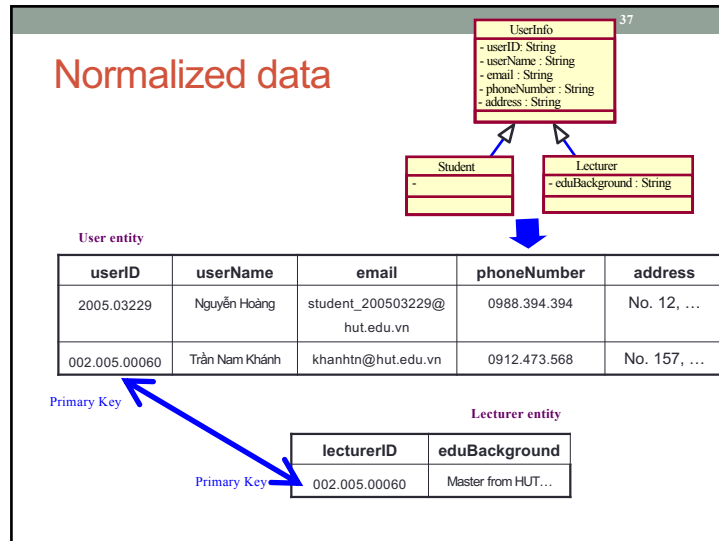 37
Normalized data
UserInfo
- userID: String
- userName : String
- email : String
- phoneNumber : String
- address : String
Student
-
Lecturer
- eduBackground : String
User entity
userID userName email phoneNumber address
2005.03229 Nguyễn Hoàng student_200503229@ 0988.394.394 No. 12, …
hut.edu.vn
002.005.00060 Trần Nam Khánh khanhtn@hut.edu.vn 0912.473.568 No. 157, …
Primary Key
Lecturer entity
lecturerID eduBackground
Primary Key 002.005.00060 Master from HUT…